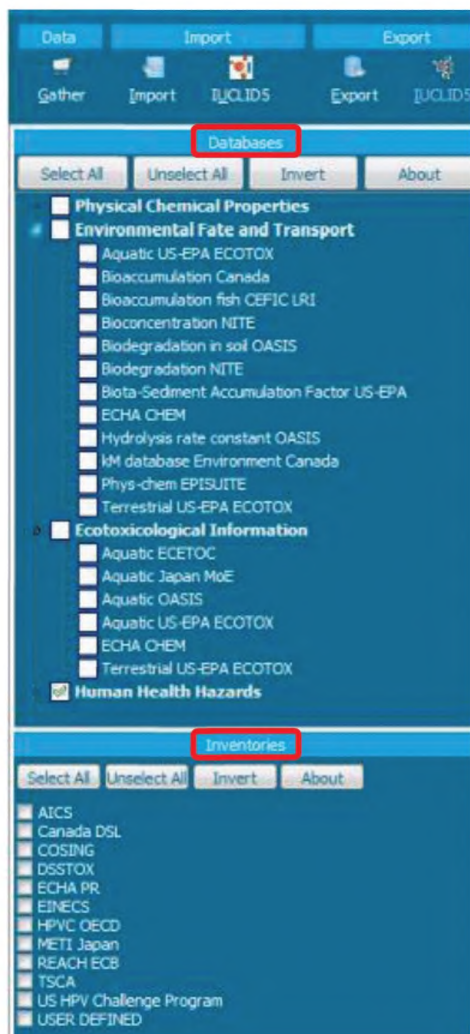 Data Import Export
Gather Import IUCLID5 Export IUCLID5
Databases
Select All Unselect All Invert About
Physical Chemical Properties
Environmental Fate and Transport
Aquatic US-EPA ECOTOX
Bioaccumulation Canada
Bioaccumulation fish CEFIC LRI
Bioconcentration NITE
Biodegradation in soil OASIS
Biodegradation NITE
Biota-Sediment Accumulation Factor US-EPA
ECHA CHEM
Hydrolysis rate constant OASIS
kM database Environment Canada
Phys-chem EPISUITE
Terrestrial US-EPA ECOTOX
Ecotoxicological Information
Aquatic ECETOC
Aquatic Japan MoE
Aquatic OASIS
Aquatic US-EPA ECOTOX
ECHA CHEM
Terrestrial US-EPA ECOTOX
Human Health Hazards
Inventories
Select All Unselect All Invert About
AICS
Canada DSL
COSING
DSSTOX
ECHA PR
EINECS
HPVC OECD
METI Japan
REACH ECB
TSCA
US HPV Challenge Program
USER DEFINED